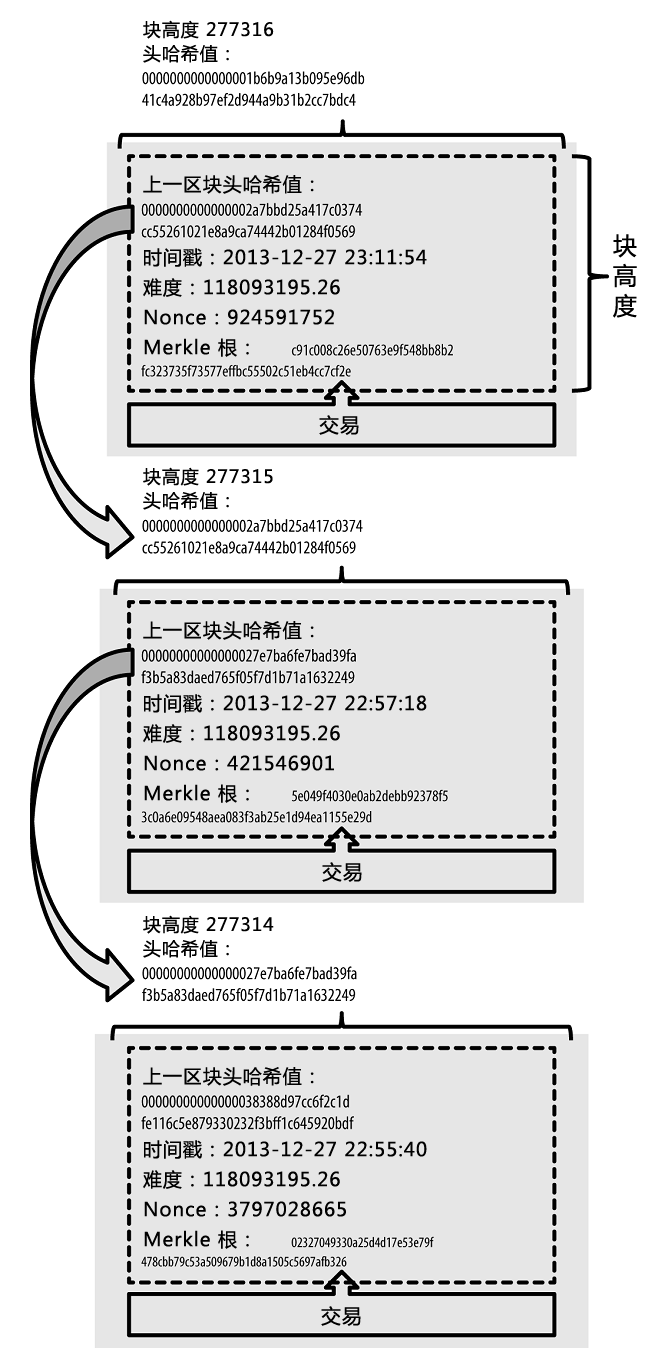 块高度 277316
头哈希值：
0000000000000001b6b9a13b095e96db
41c4a928b97ef2d944a9b31b2cc7bdc4
上一区块头哈希值：
0000000000000002a7bbd25a417c0374
cc55261021e8a9ca74442b01284f0569
时间戳：2013-12-27 23:11:54
难度：118093195.26
Nonce：924591752
Merkle 根： c91c008c26e50763e9f548bb8b2
fc323735f73577effbc55502c51eb4cc7cf2e
交易
块高度
块高度 277315
头哈希值：
0000000000000002a7bbd25a417c0374
cc55261021e8a9ca74442b01284f0569
上一区块头哈希值：
00000000000000027e7ba6fe7bad39fa
f3b5a83daed765f05f7d1b71a1632249
时间戳：2013-12-27 22:57:18
难度：118093195.26
Nonce：421546901
Merkle 根： 5e049f4030e0ab2debb92378f5
3c0a6e09548aea083f3ab25e1d94ea1155e29d
交易
块高度 277314
头哈希值：
00000000000000027e7ba6fe7bad39fa
f3b5a83daed765f05f7d1b71a1632249
上一区块头哈希值：
00000000000000038388d97cc6f2c1d
fe116c5e879330232f3bff1c645920bdf
时间戳：2013-12-27 22:55:40
难度：118093195.26
Nonce：3797028665
Merkle 根： 02327049330a25d4d17e53e79f
478cbb79c53a509679b1d8a1505c5697afb326
交易